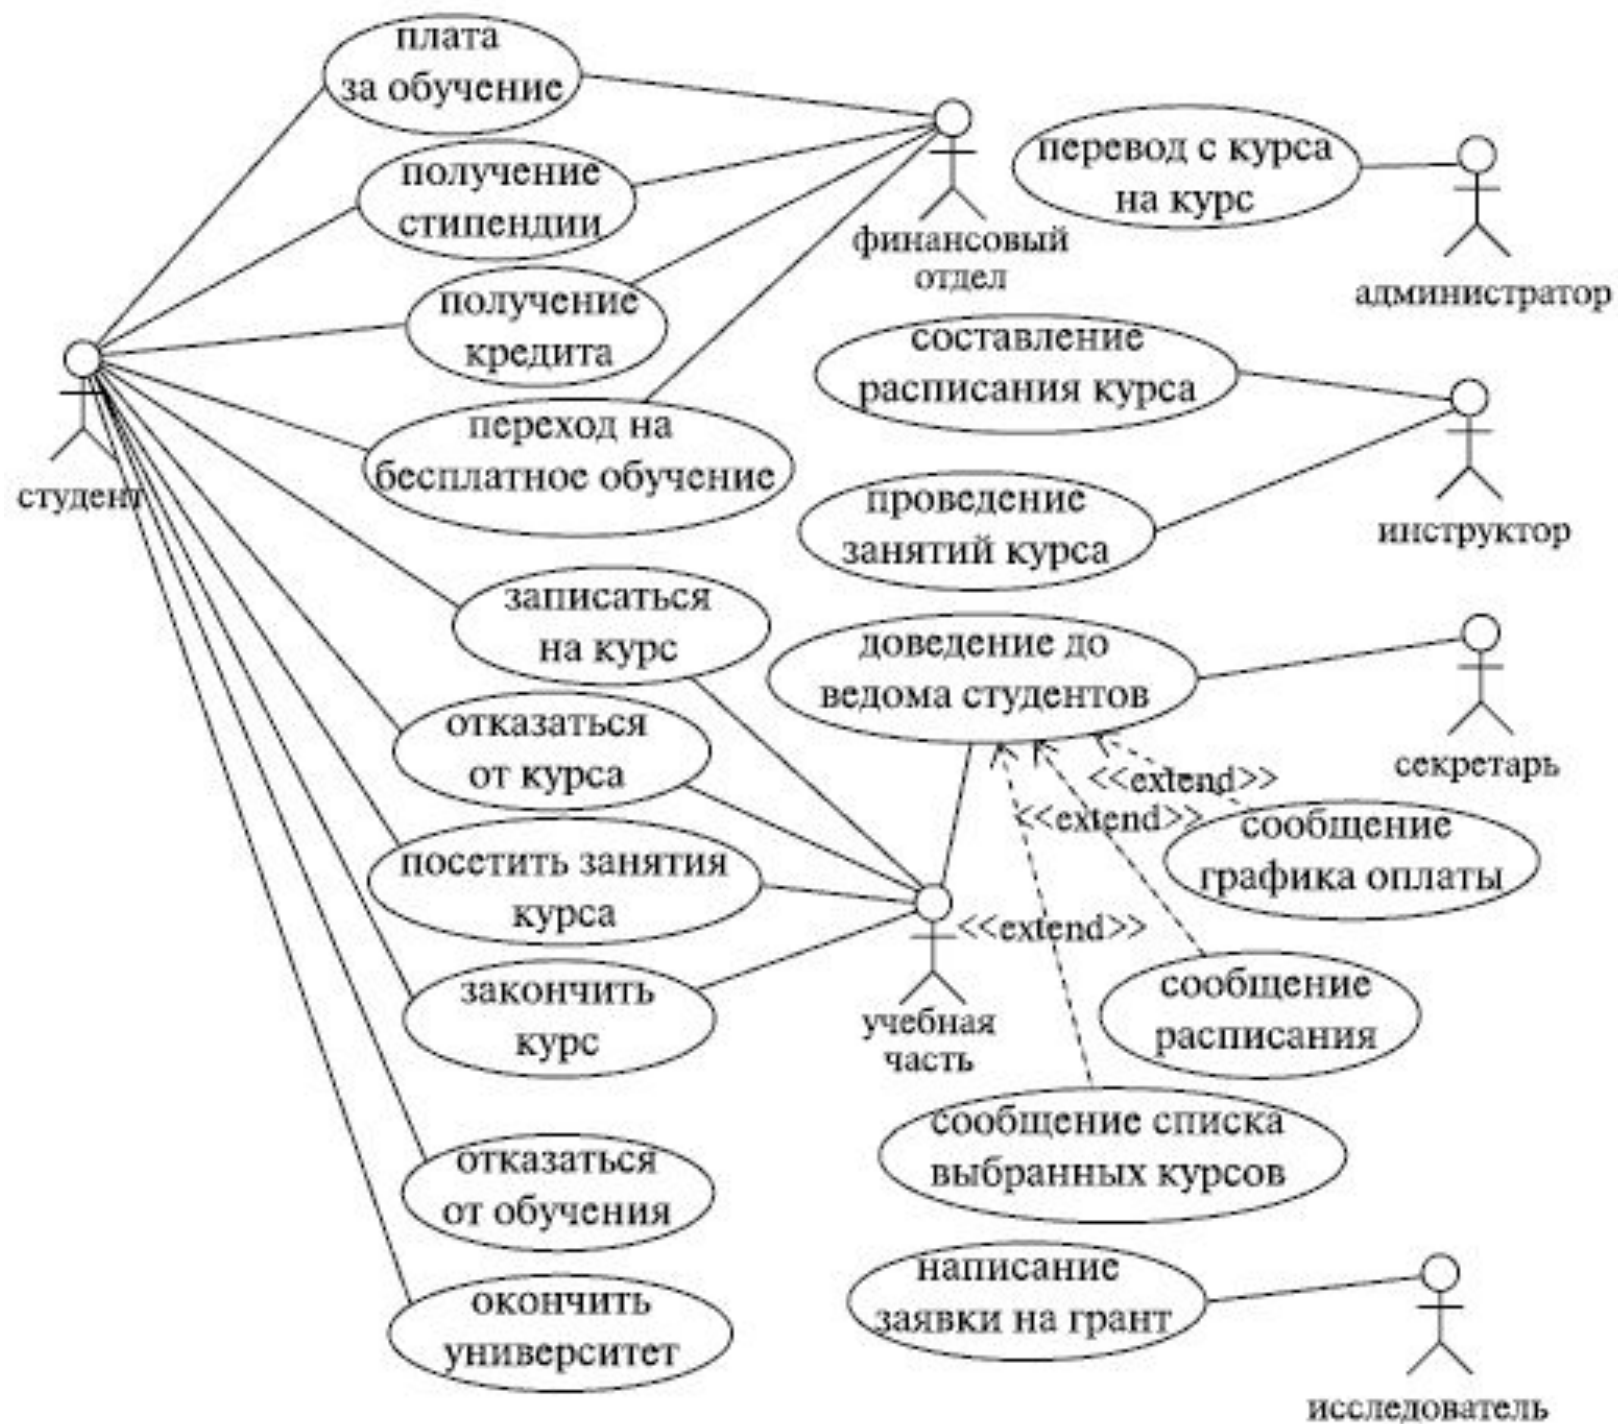 плата
за обучение
получение
стипендии
финансовый
отдел
перевод с курса
на курс
администратор
получение
кредита
составление
расписания курса
студент
переход на
бесплатное обучение
проведение
занятий курса
инструктор
записаться
на курс
доведение до
ведома студентов
секретарь
отказаться
от курса
<<extend>>
<<extend>>
сообщение
графика оплаты
посетить занятия
курса
<<extend>>
учебная
часть
закончить
курс
сообщение
расписания
сообщение списка
выбранных курсов
отказаться
от обучения
написание
заявки на грант
окончить
университет
исследователь